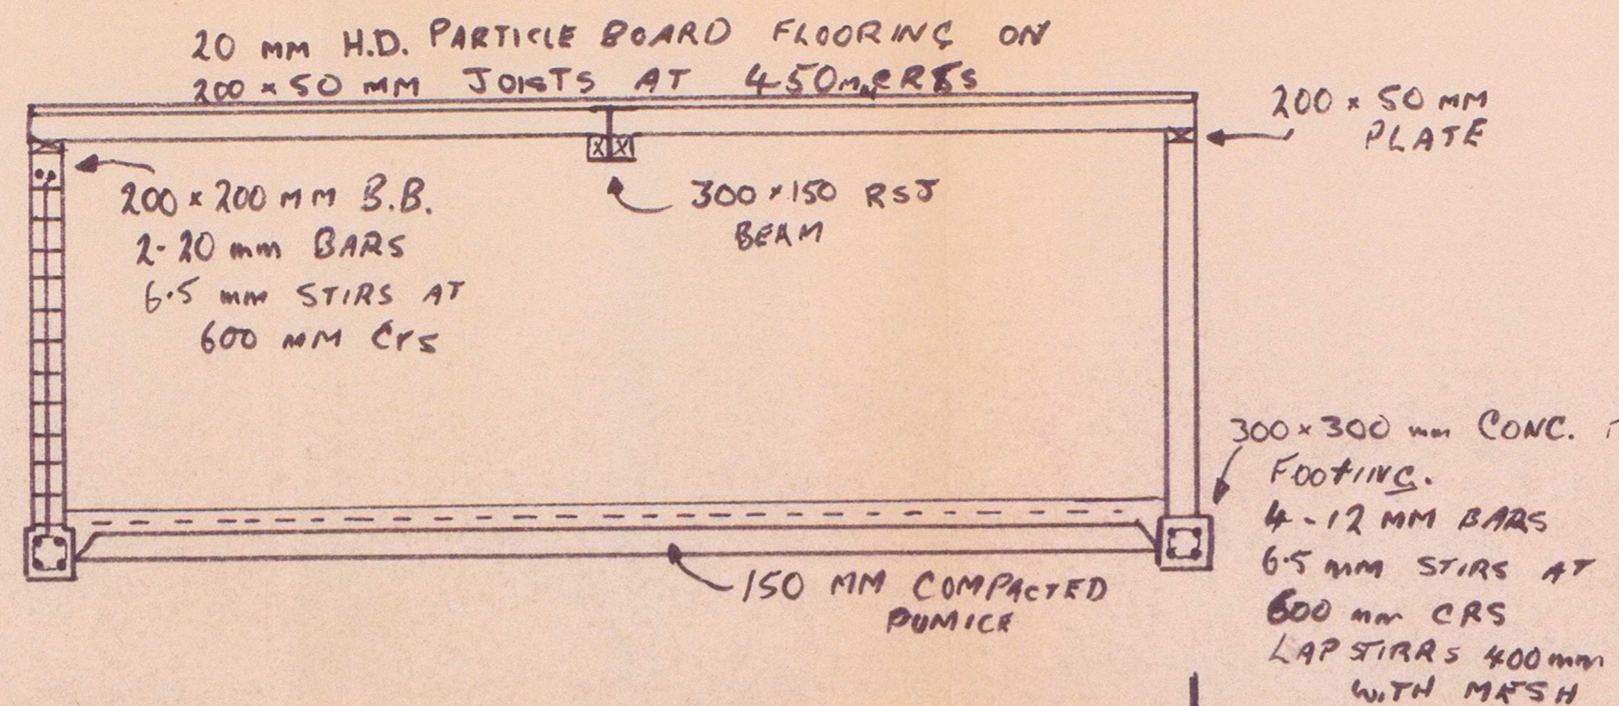 20 mm H.D. PARTICLE BOARD FLOORING ON
200 x 50 MM JOISTS AT 450mm CRES
200 x 50 MM
PLATE
200 x 200 MM B.B.
2-20 mm BARS
6.5 mm STIRS AT
600 MM Crs
300 x 150 RSJ
BEAM
300 x 300 mm CONC.
FOOTING.
4-12 MM BARS
6.5 mm STIRS AT
600 mm CRS
LAP STIRRS 400mm
WITH MESH
150 MM COMPACTED
PUMICE